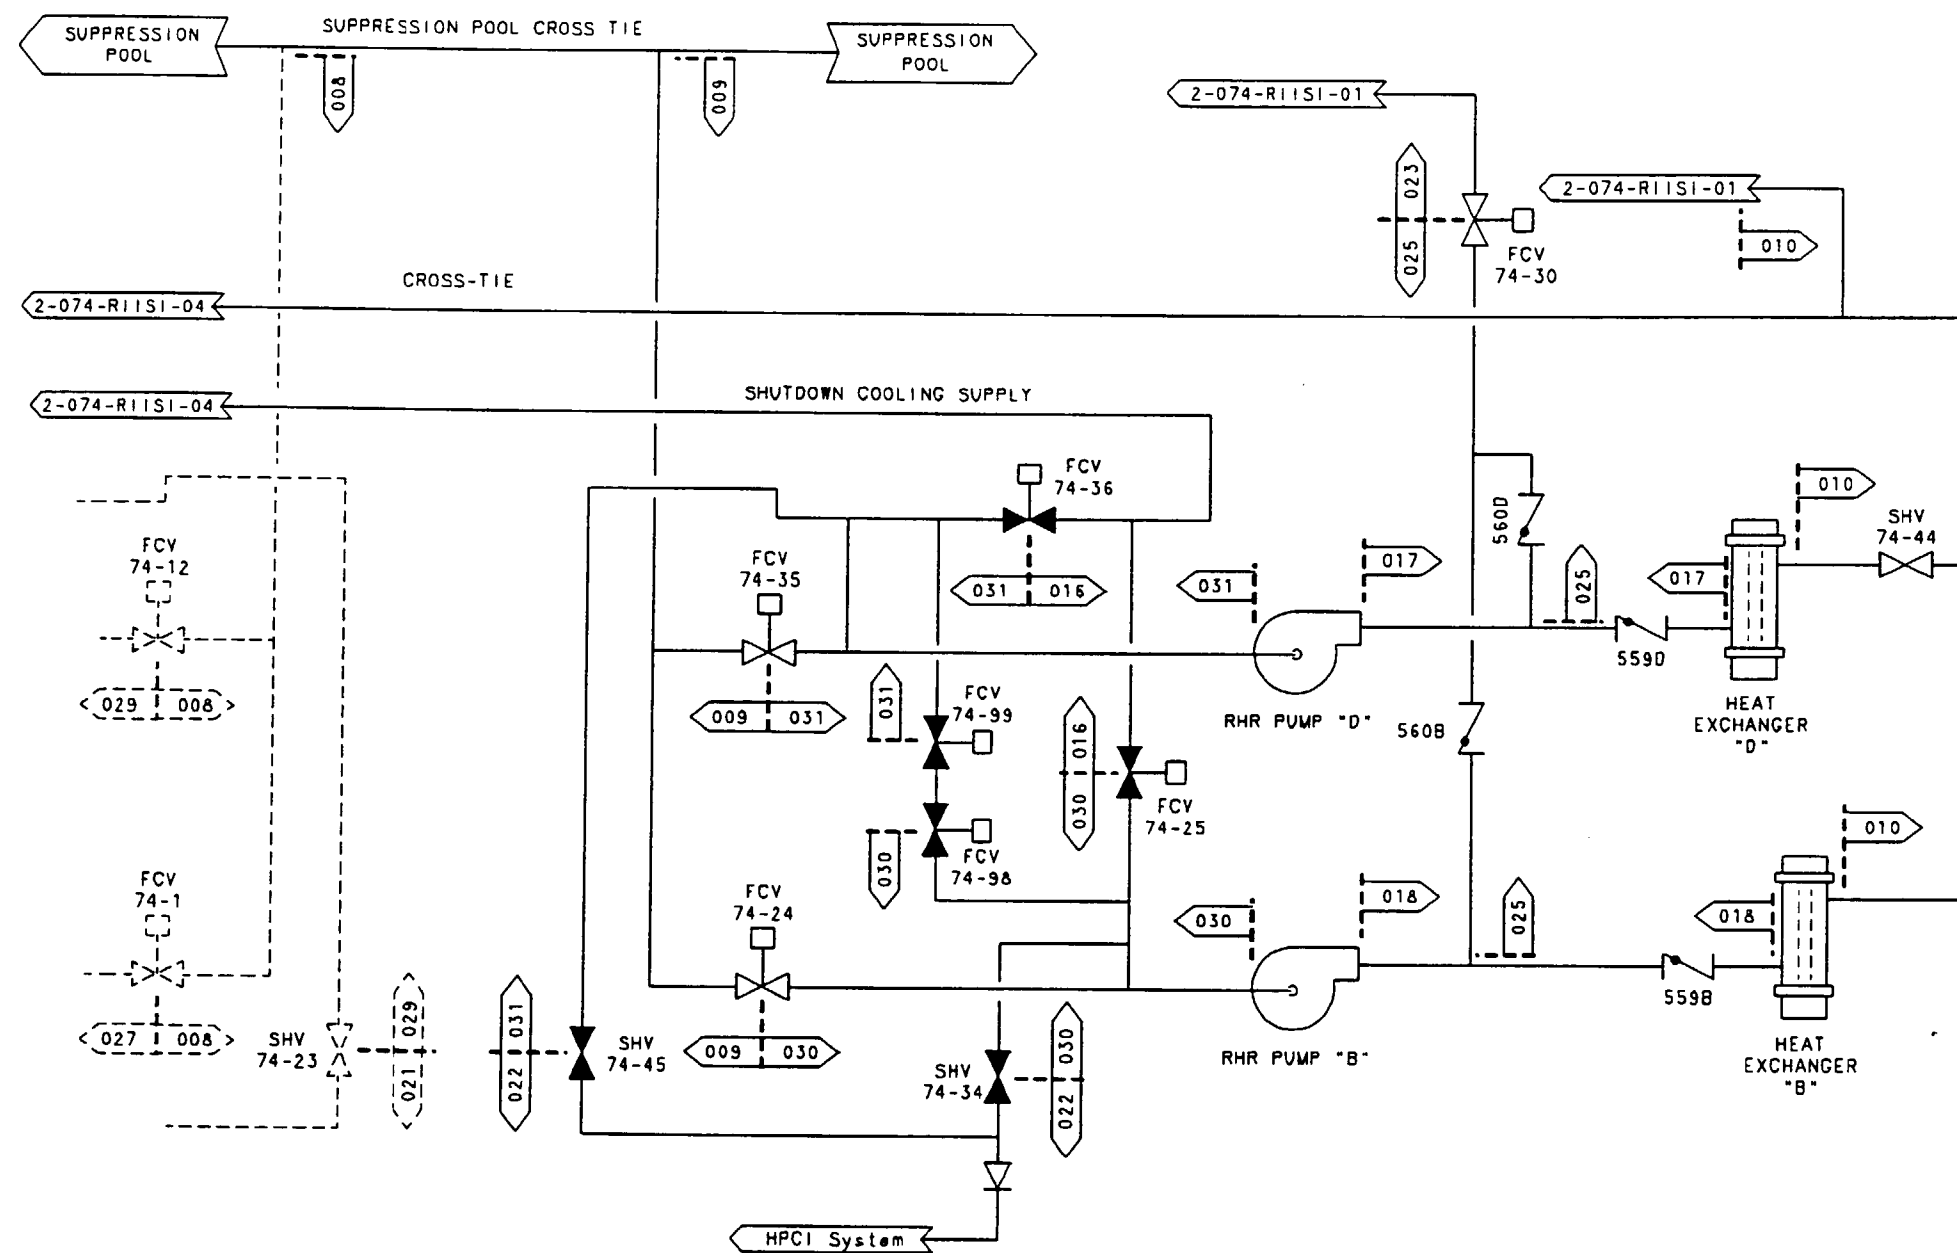 SUPPRESSION
POOL
SUPPRESSION POOL CROSS TIE
SUPPRESSION
POOL
008
009
2-074-RIISI-01
023
025
FCV
74-30
2-074-RIISI-01
010
CROSS-TIE
2-074-RIISI-04
SHUTDOWN COOLING SUPPLY
2-074-RIISI-04
FCV
74-36
031
016
FCV
74-12
029
008
FCV
74-35
009
031
031
FCV
74-99
030
FCV
74-98
016
030
FCV
74-25
031
017
RHR PUMP "D"
560D
025
559D
017
010
HEAT
EXCHANGER
"D"
SHV
74-44
560B
FCV
74-1
027
008
SHV
74-23
029
021
031
022
SHV
74-45
FCV
74-24
009
030
SHV
74-34
030
022
030
018
RHR PUMP "B"
025
559B
018
010
HEAT
EXCHANGER
"B"
HPCI System